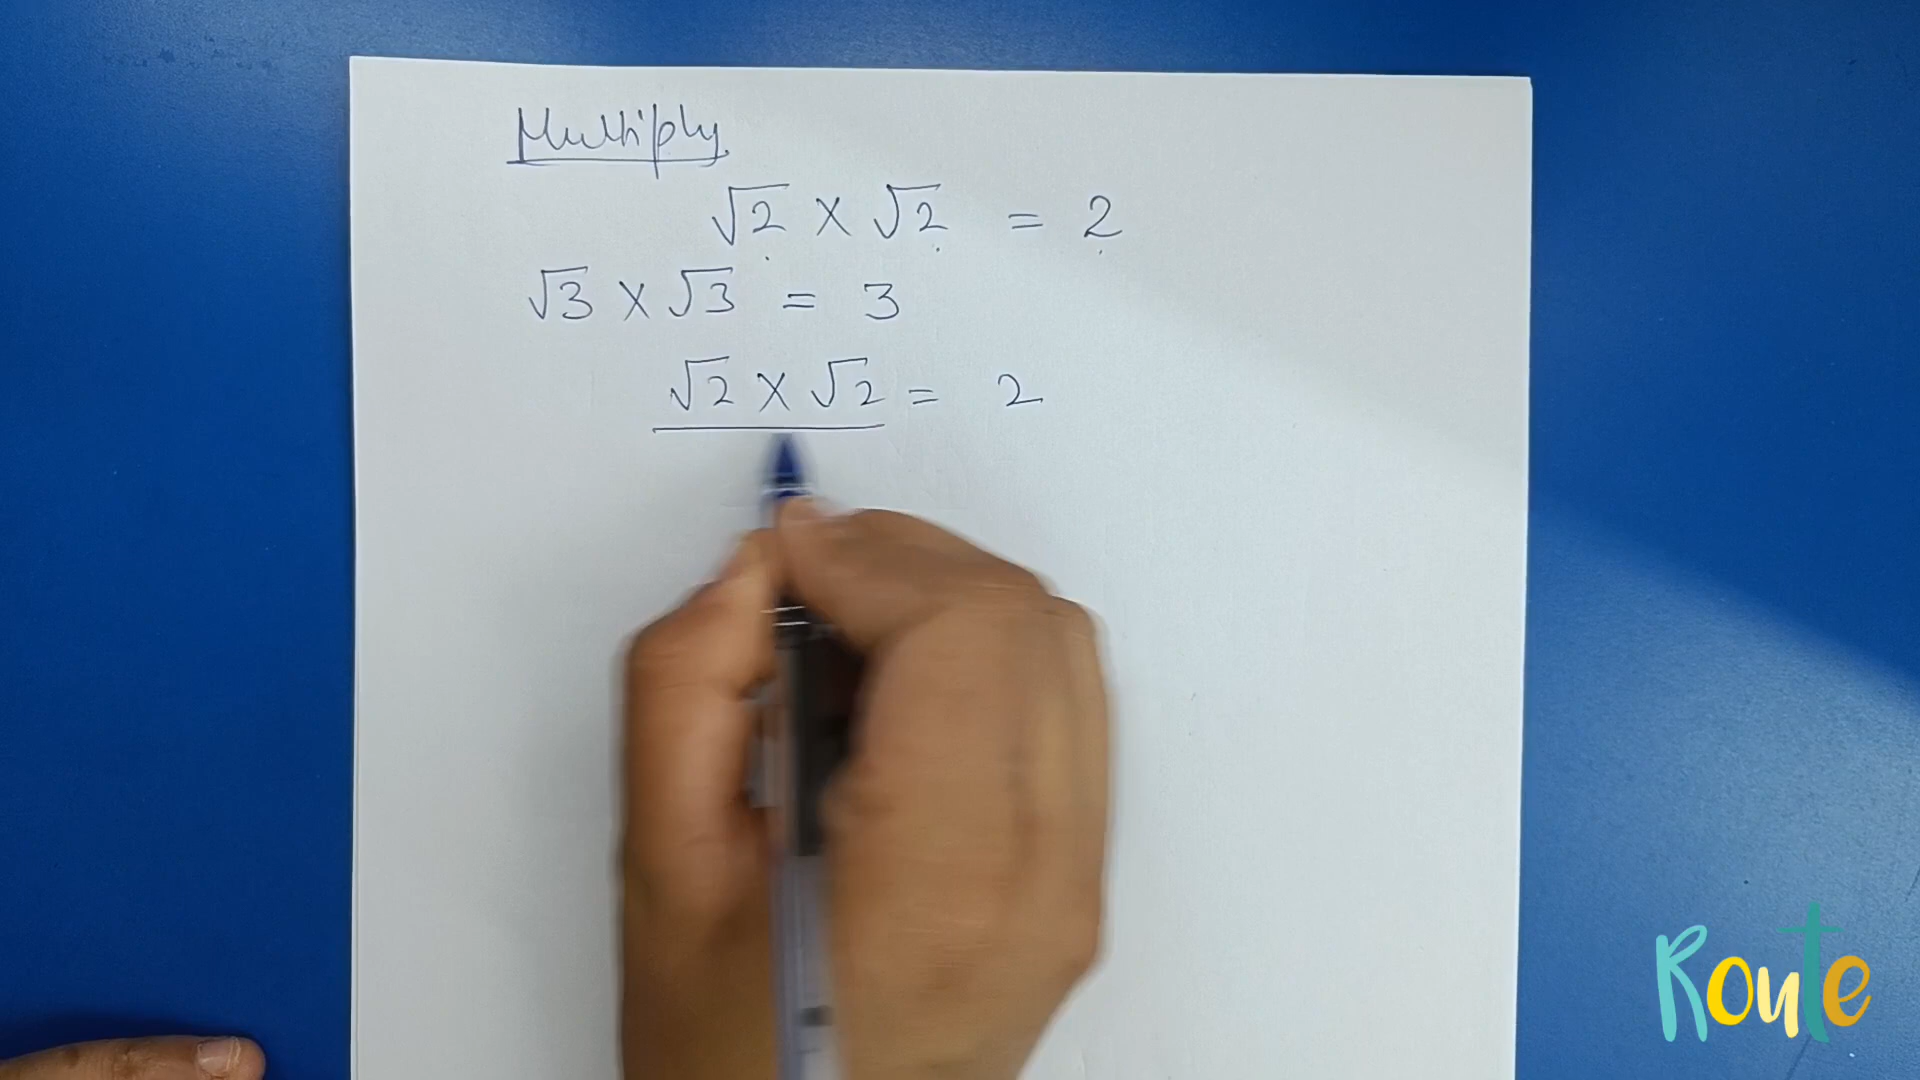 Multiply
√2 × √2 = 2
√3 × √3 = 3
√2 × √2 = 2
Route